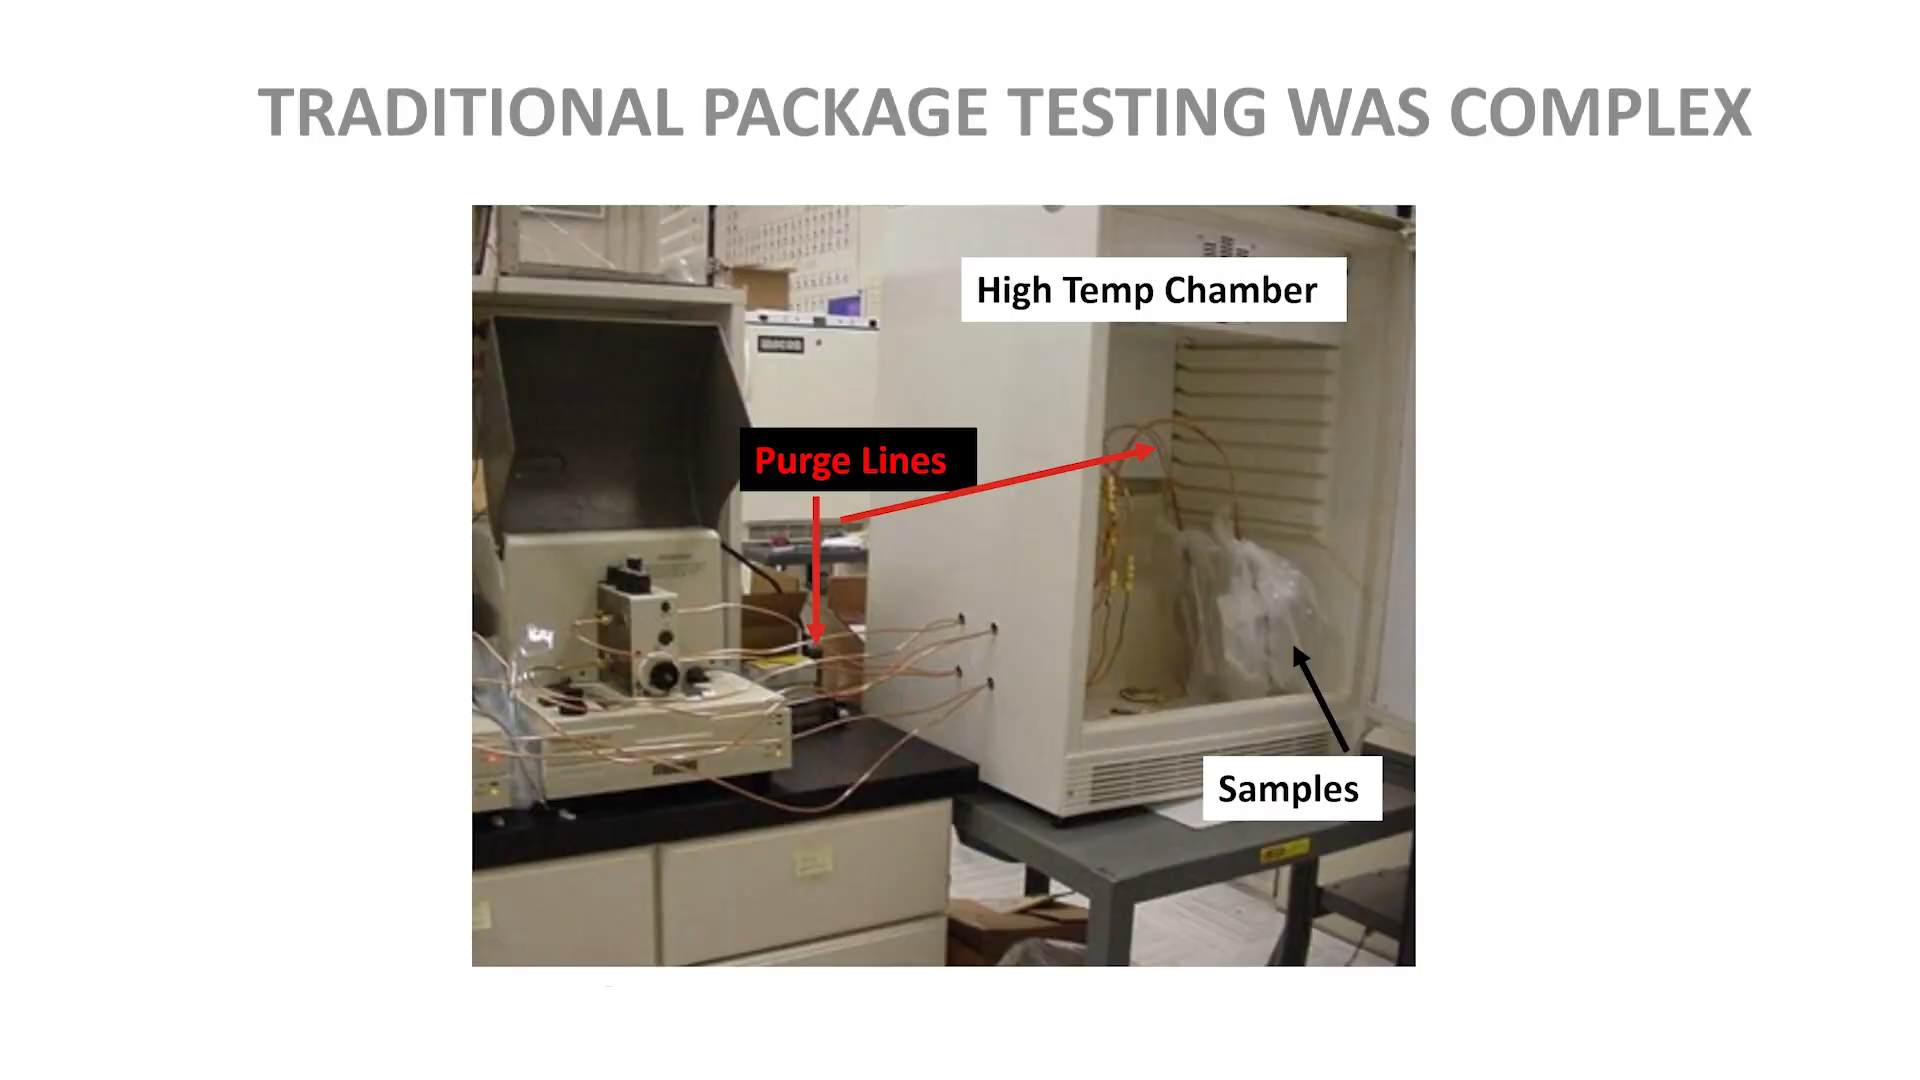 TRADITIONAL PACKAGE TESTING WAS COMPLEX
High Temp Chamber
Purge Lines
Samples